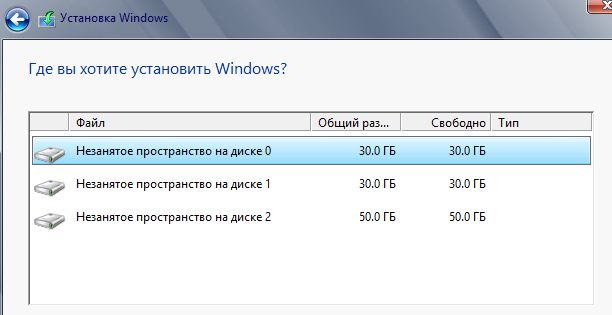 Установка Windows
Где вы хотите установить Windows?
Файл Общий раз... Свободно Тип
Незанятое пространство на диске 0 30.0 ГБ 30.0 ГБ
Незанятое пространство на диске 1 30.0 ГБ 30.0 ГБ
Незанятое пространство на диске 2 50.0 ГБ 50.0 ГБ